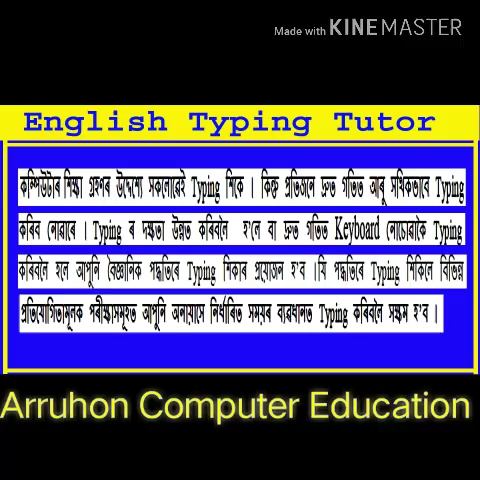 Made with KINEMASTER
English Typing Tutor
কম্পিউটাৰ শিক্ষা গ্ৰহণৰ উদ্দেশ্যে সকলোৱেই Typing শিকে । কিন্তু প্ৰতিজনে দ্ৰুত গতিত আৰু সঠিকভাবে Typing
কৰিব নোৱাৰে । Typing ৰ দক্ষতা উন্নত কৰিবলৈ হ'লে বা দ্ৰুত গতিত Keyboard নোচোৱাকৈ Typing
কৰিবলৈ হলে আপুনি বৈজ্ঞানিক পদ্ধতিৰে Typing শিকাৰ প্ৰয়োজন হ'ব ।যি পদ্ধতিৰে Typing শিকিলে বিভিন্ন
প্ৰতিযোগিতামূলক পৰীক্ষাসমূহত আপুনি অনায়াসে নিৰ্ধাৰিত সময়ৰ ব্যৱধানত Typing কৰিবলৈ সক্ষম হ'ব ।
Arruhon Computer Education